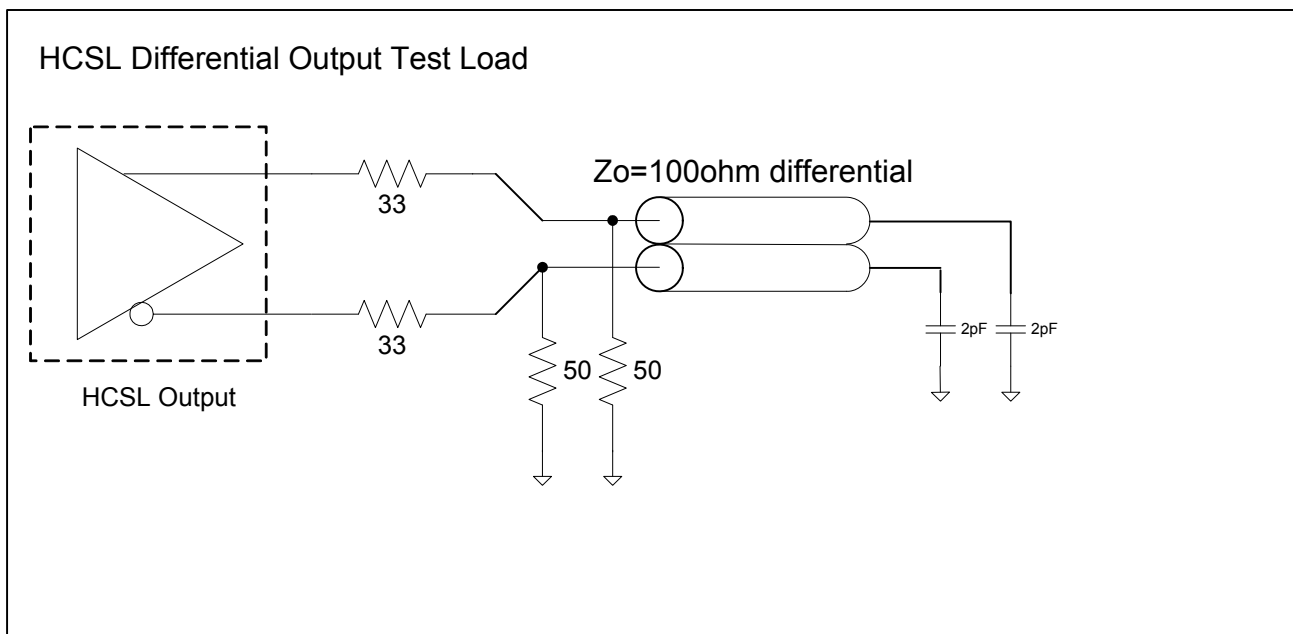 HCSL Differential Output Test Load
Zo=100ohm differential
33
33
50
50
2pF
2pF
HCSL Output